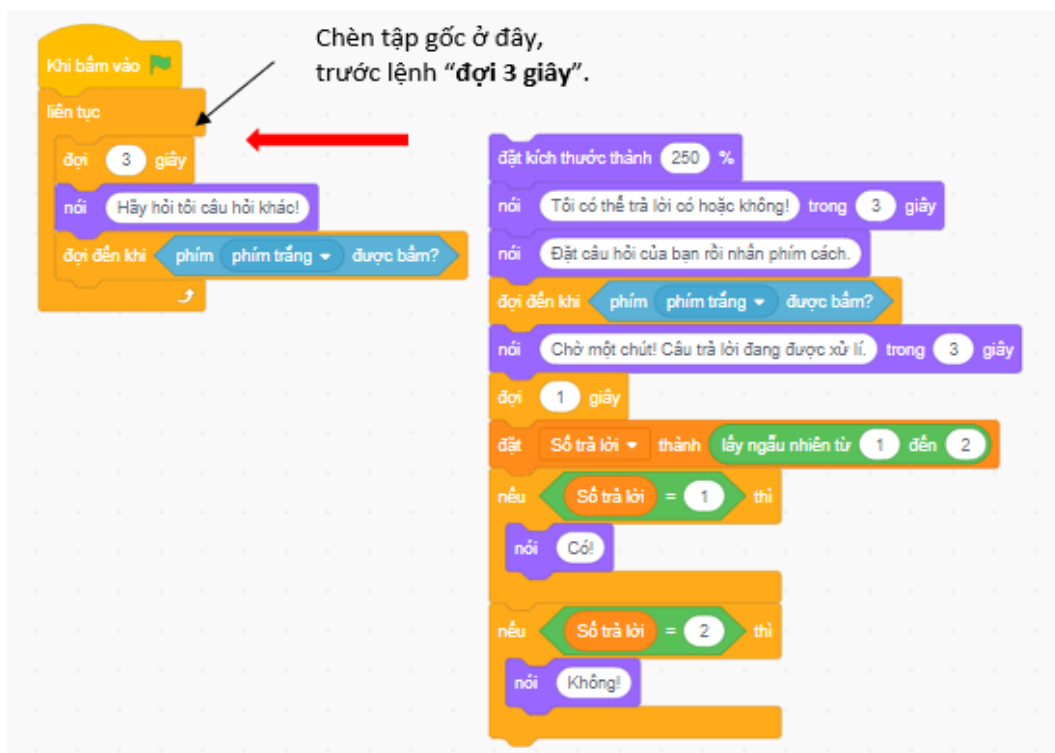 Chèn tập gốc ở đây,
trước lệnh “đợi 3 giây”.
Khi bấm vào
liên tục
đợi 3 giây
nói Hãy hỏi tôi câu hỏi khác!
đợi đến khi phím phím trắng được bấm?
đặt kích thước thành 250 %
nói Tôi có thể trả lời có hoặc không! trong 3 giây
nói Đặt câu hỏi của bạn rồi nhấn phím cách.
đợi đến khi phím phím trắng được bấm?
nói Chờ một chút! Câu trả lời đang được xử lí. trong 3 giây
đợi 1 giây
đặt Số trả lời thành lấy ngẫu nhiên từ 1 đến 2
nếu Số trả lời = 1 thì
nói Có!
nếu Số trả lời = 2 thì
nói Không!